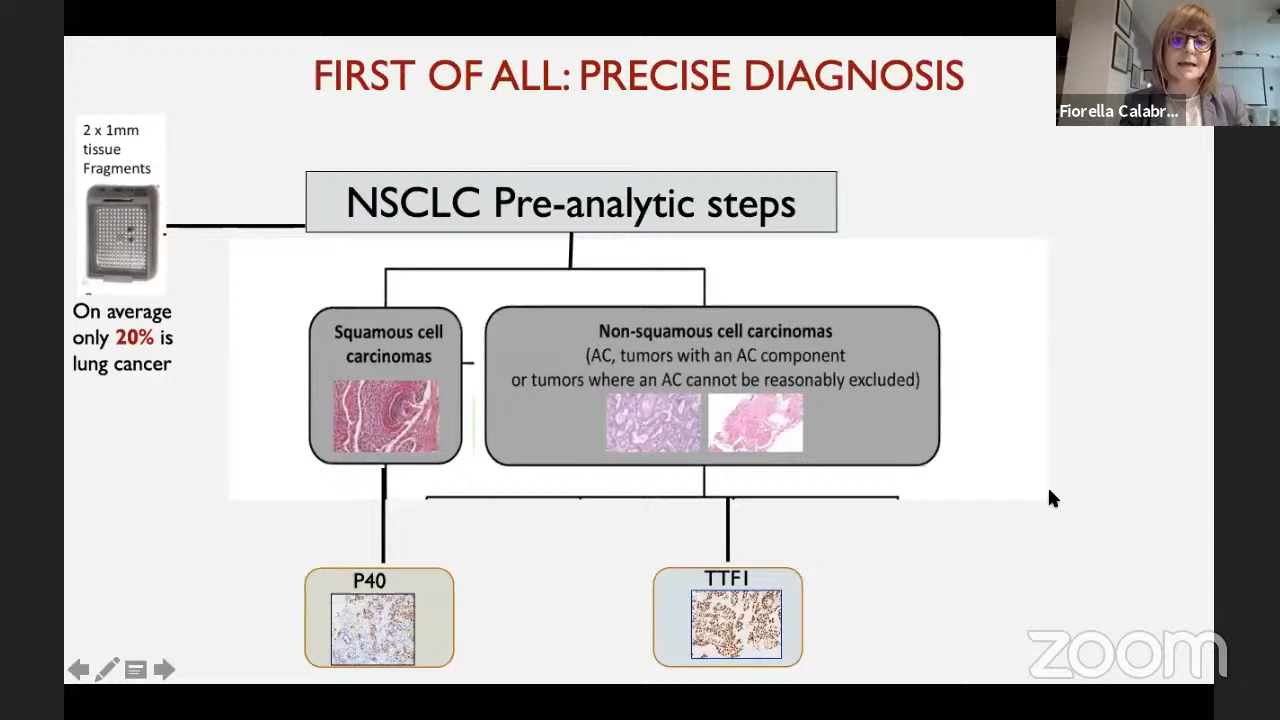 FIRST OF ALL: PRECISE DIAGNOSIS
Fiorella Calabr...
2 x 1mm
tissue
Fragments
NSCLC Pre-analytic steps
On average
only 20% is
lung cancer
Squamous cell
carcinomas
Non-squamous cell carcinomas
(AC, tumors with an AC component
or tumors where an AC cannot be reasonably excluded)
P40
TTF1
zoom